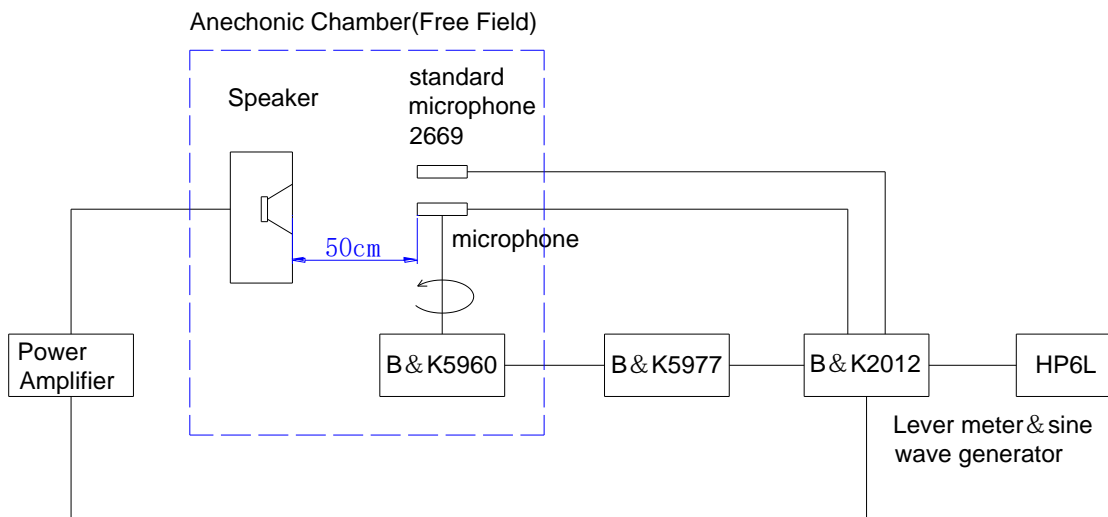 Anechonic Chamber(Free Field)
Speaker
standard
microphone
2669
microphone
50cm
Power
Amplifier
B&K5960
B&K5977
B&K2012
HP6L
Lever meter&sine
wave generator